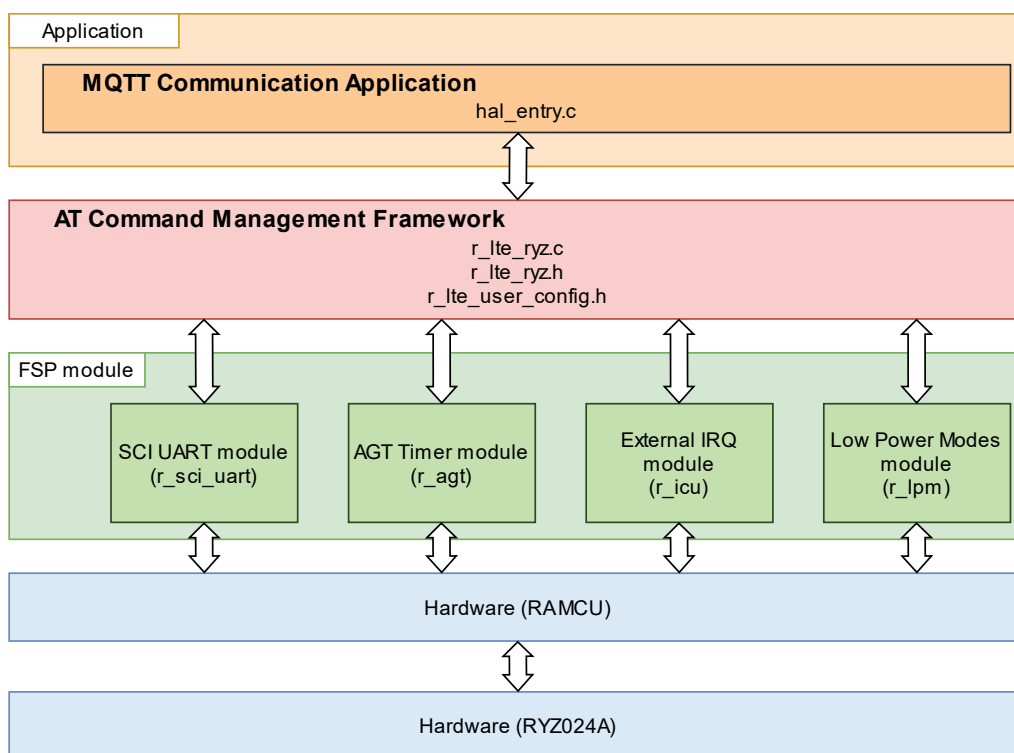 Application
MQTT Communication Application
hal_entry.c
AT Command Management Framework
r_lte_ryz.c
r_lte_ryz.h
r_lte_user_config.h
FSP module
SCI UART module
(r_sci_uart)
AGT Timer module
(r_agt)
External IRQ
module
(r_icu)
Low Power Modes
module
(r_lpm)
Hardware (RAMCU)
Hardware (RYZ024A)